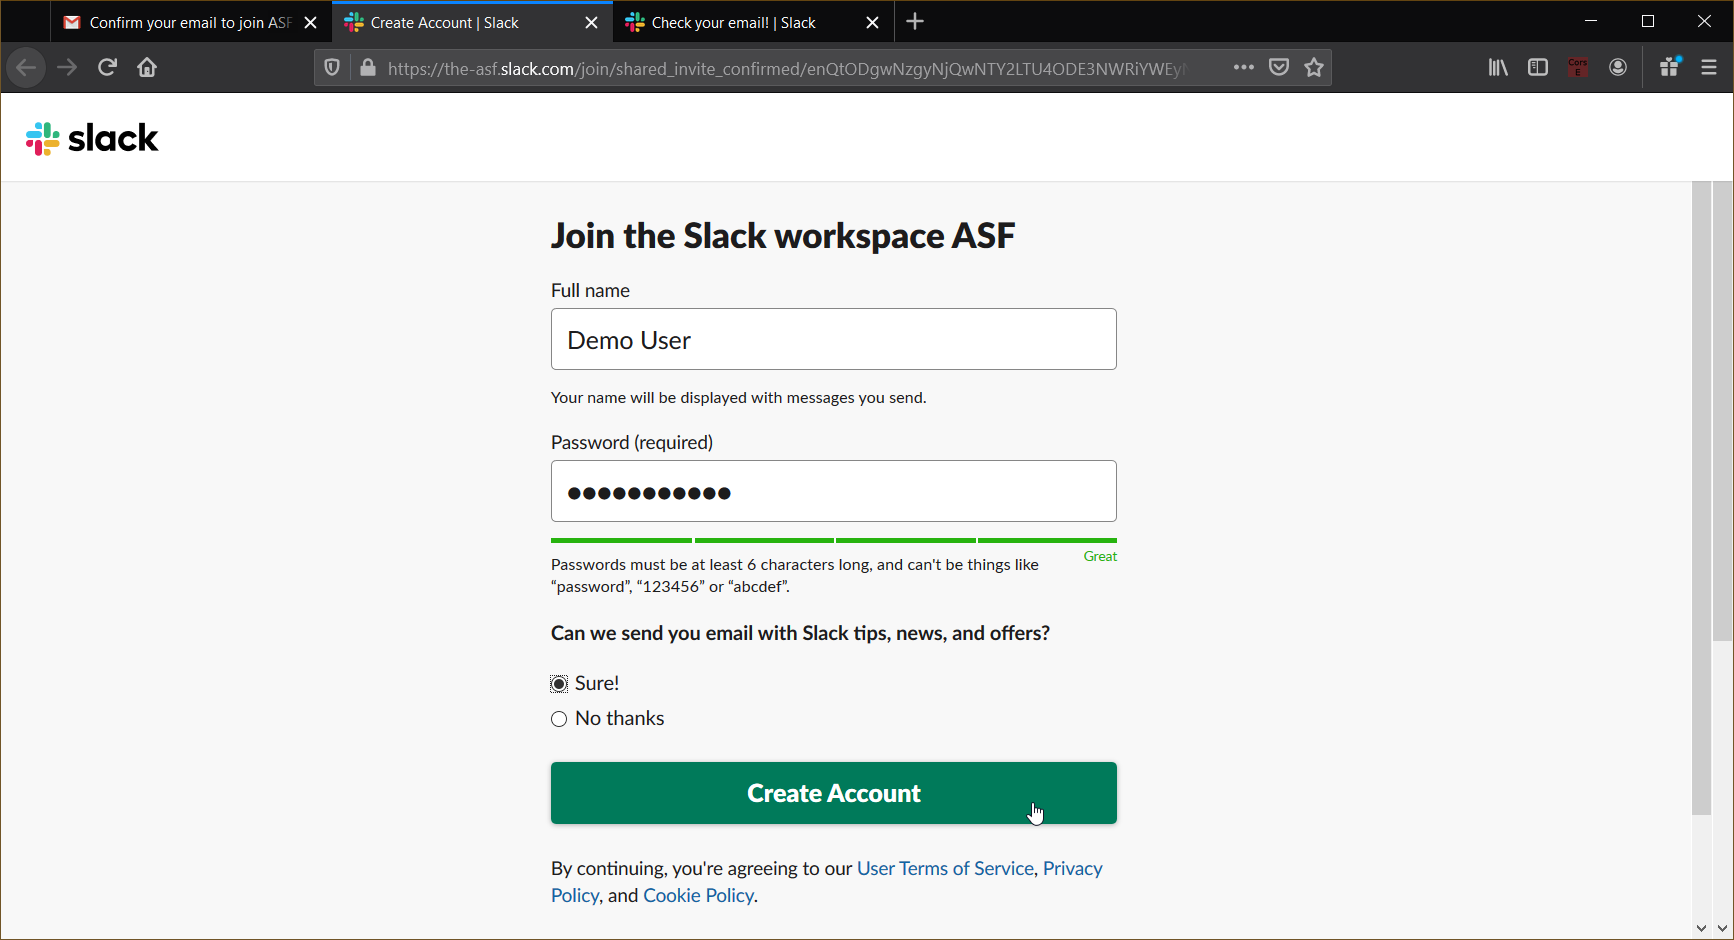 Confirm your email to join ASF
Create Account | Slack
Check your email! | Slack
https://the-asf.slack.com/join/shared_invite_confirmed/enQtODgwNzgyNjQwNTY2LTU4ODE3NWRiYWEy
Cors
E
slack
Join the Slack workspace ASF
Full name
Demo User
Your name will be displayed with messages you send.
Password (required)
●●●●●●●●●●●
Great
Passwords must be at least 6 characters long, and can't be things like
“password”, “123456” or “abcdef”.
Can we send you email with Slack tips, news, and offers?
Sure!
No thanks
Create Account
By continuing, you're agreeing to our User Terms of Service, Privacy
Policy, and Cookie Policy.